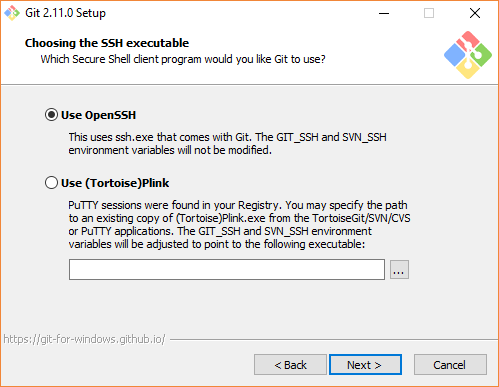 Git 2.11.0 Setup
Choosing the SSH executable
Which Secure Shell client program would you like Git to use?
Use OpenSSH
This uses ssh.exe that comes with Git. The GIT_SSH and SVN_SSH
environment variables will not be modified.
Use (Tortoise)Plink
PuTTY sessions were found in your Registry. You may specify the path
to an existing copy of (Tortoise)Plink.exe from the TortoiseGit/SVN/CVS
or PuTTY applications. The GIT_SSH and SVN_SSH environment
variables will be adjusted to point to the following executable:
...
https://git-for-windows.github.io/
< Back
Next >
Cancel